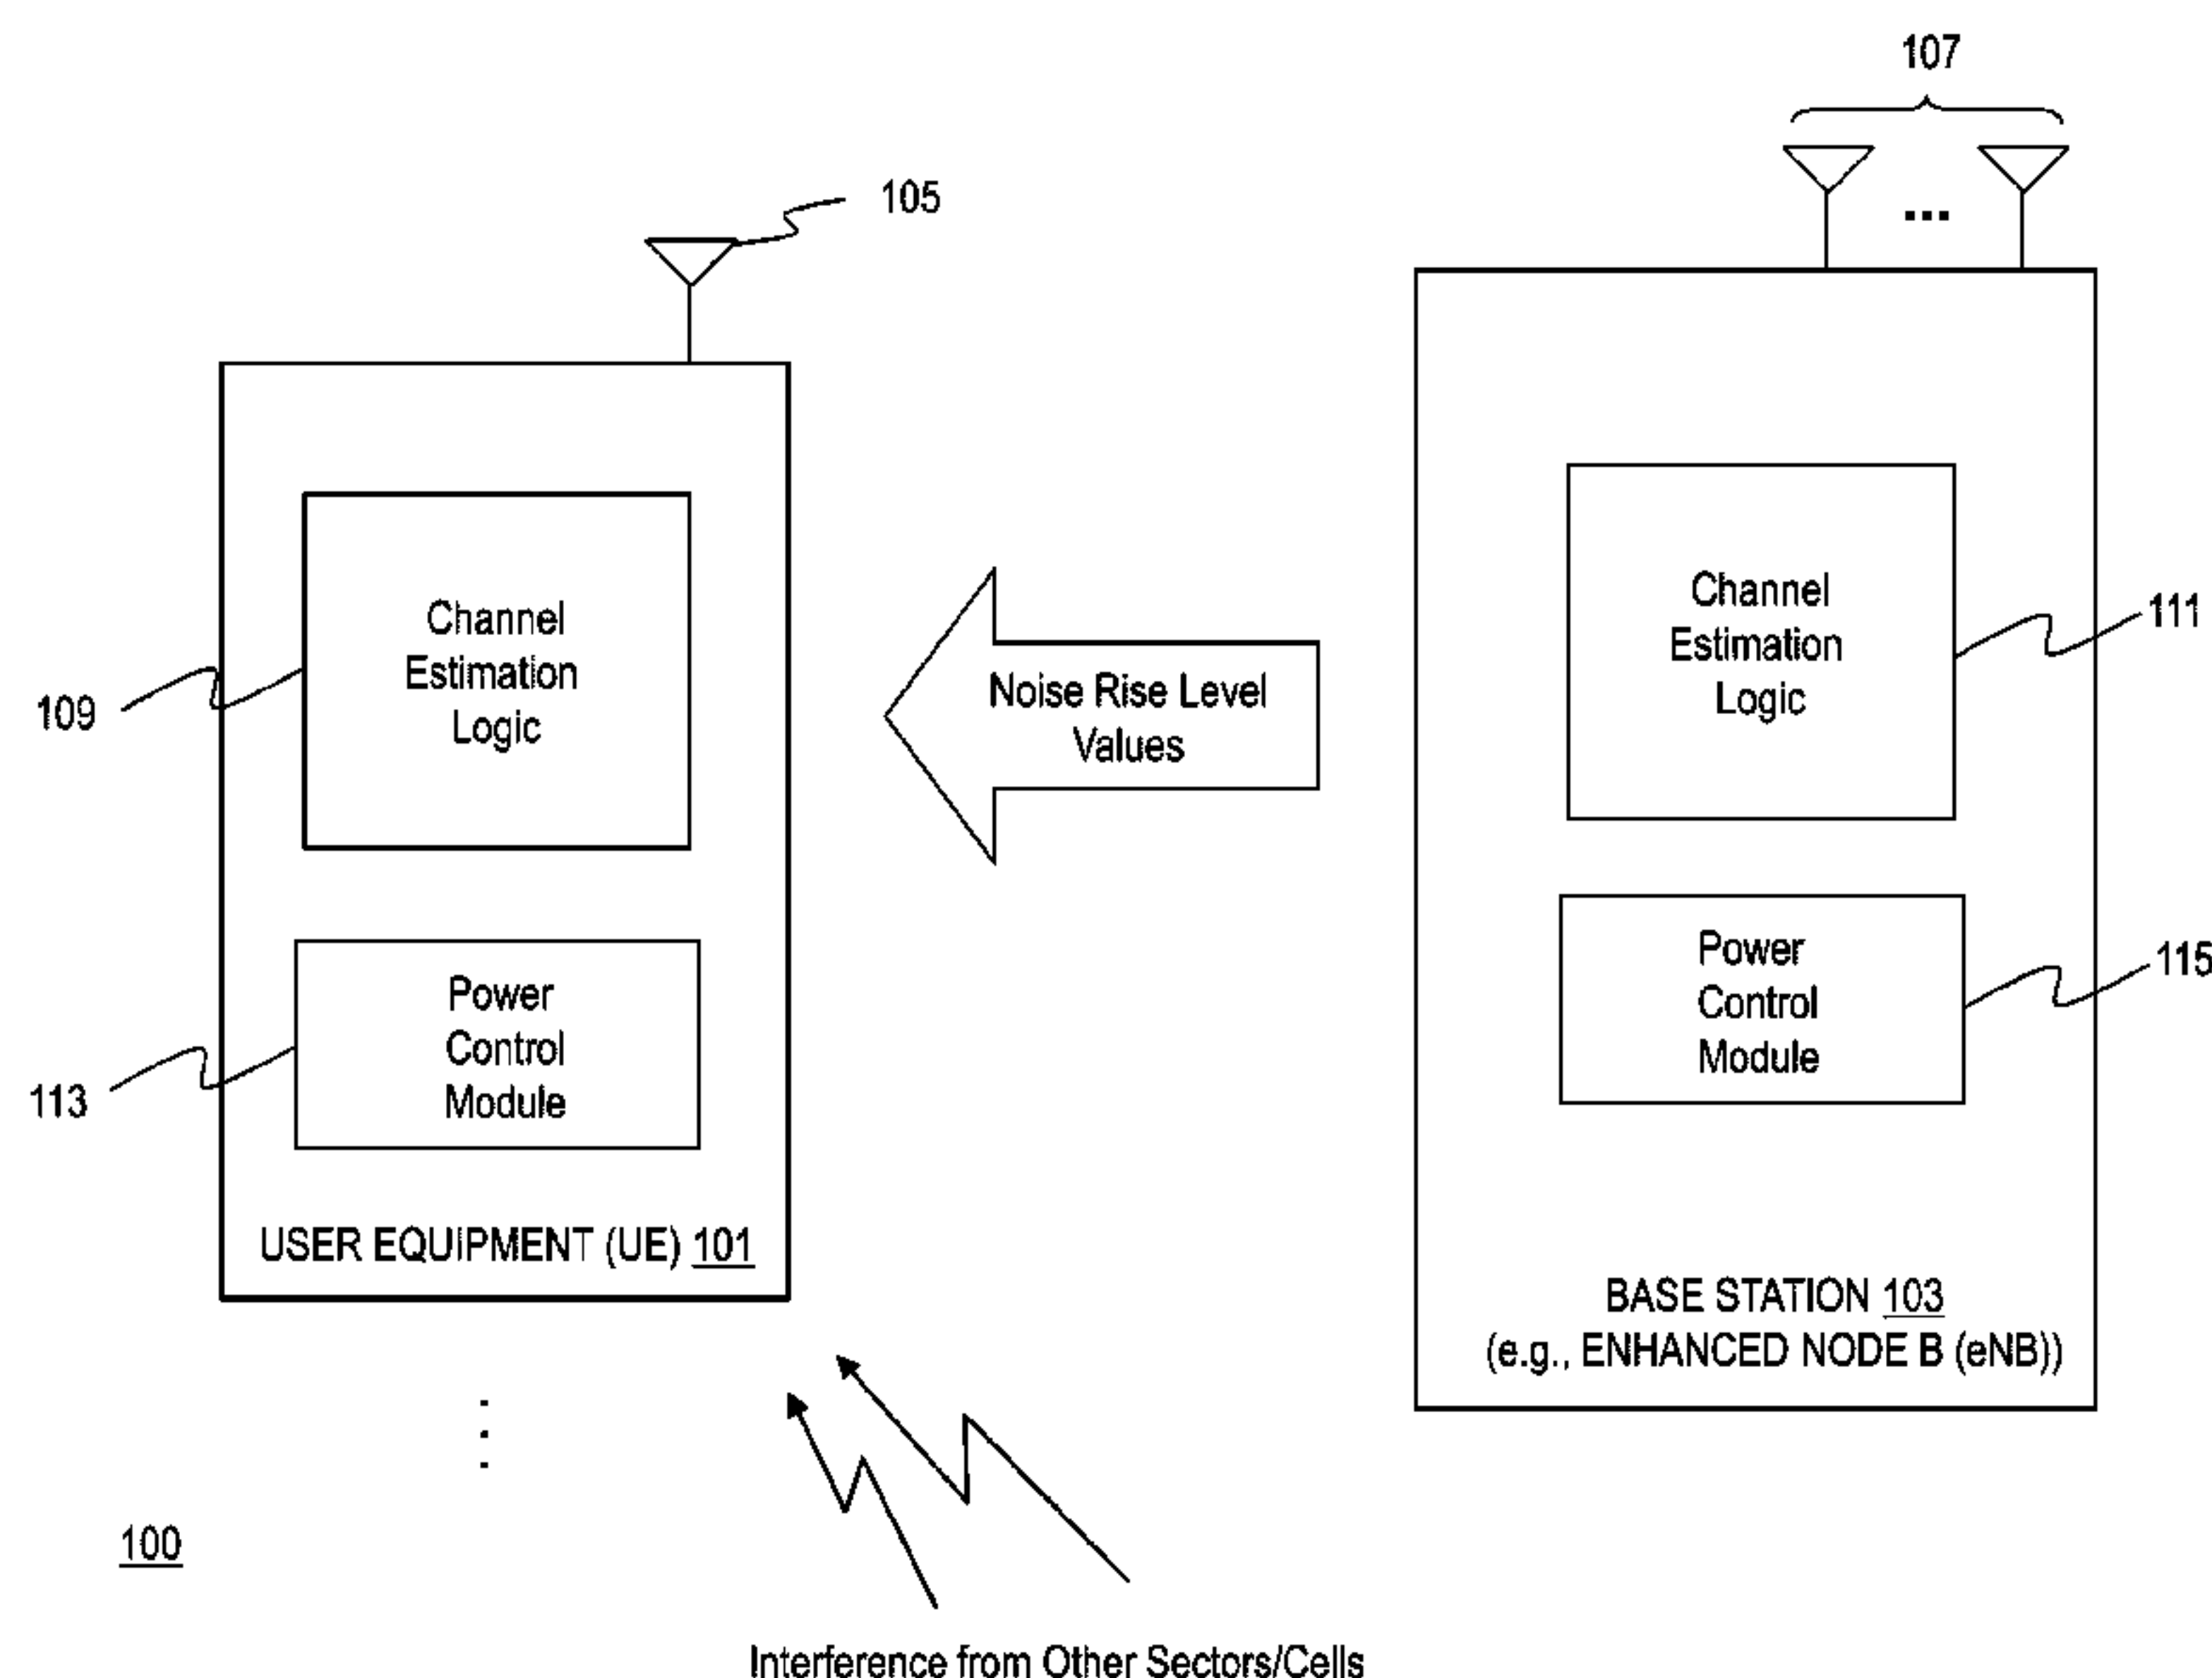 107
105
Channel
Estimation
Logic
109
Noise Rise Level
Values
Channel
Estimation
Logic
111
Power
Control
Module
113
Power
Control
Module
115
USER EQUIPMENT (UE) 101
BASE STATION 103
(e.g., ENHANCED NODE B (eNB))
100
Interference from Other Sectors/Cells